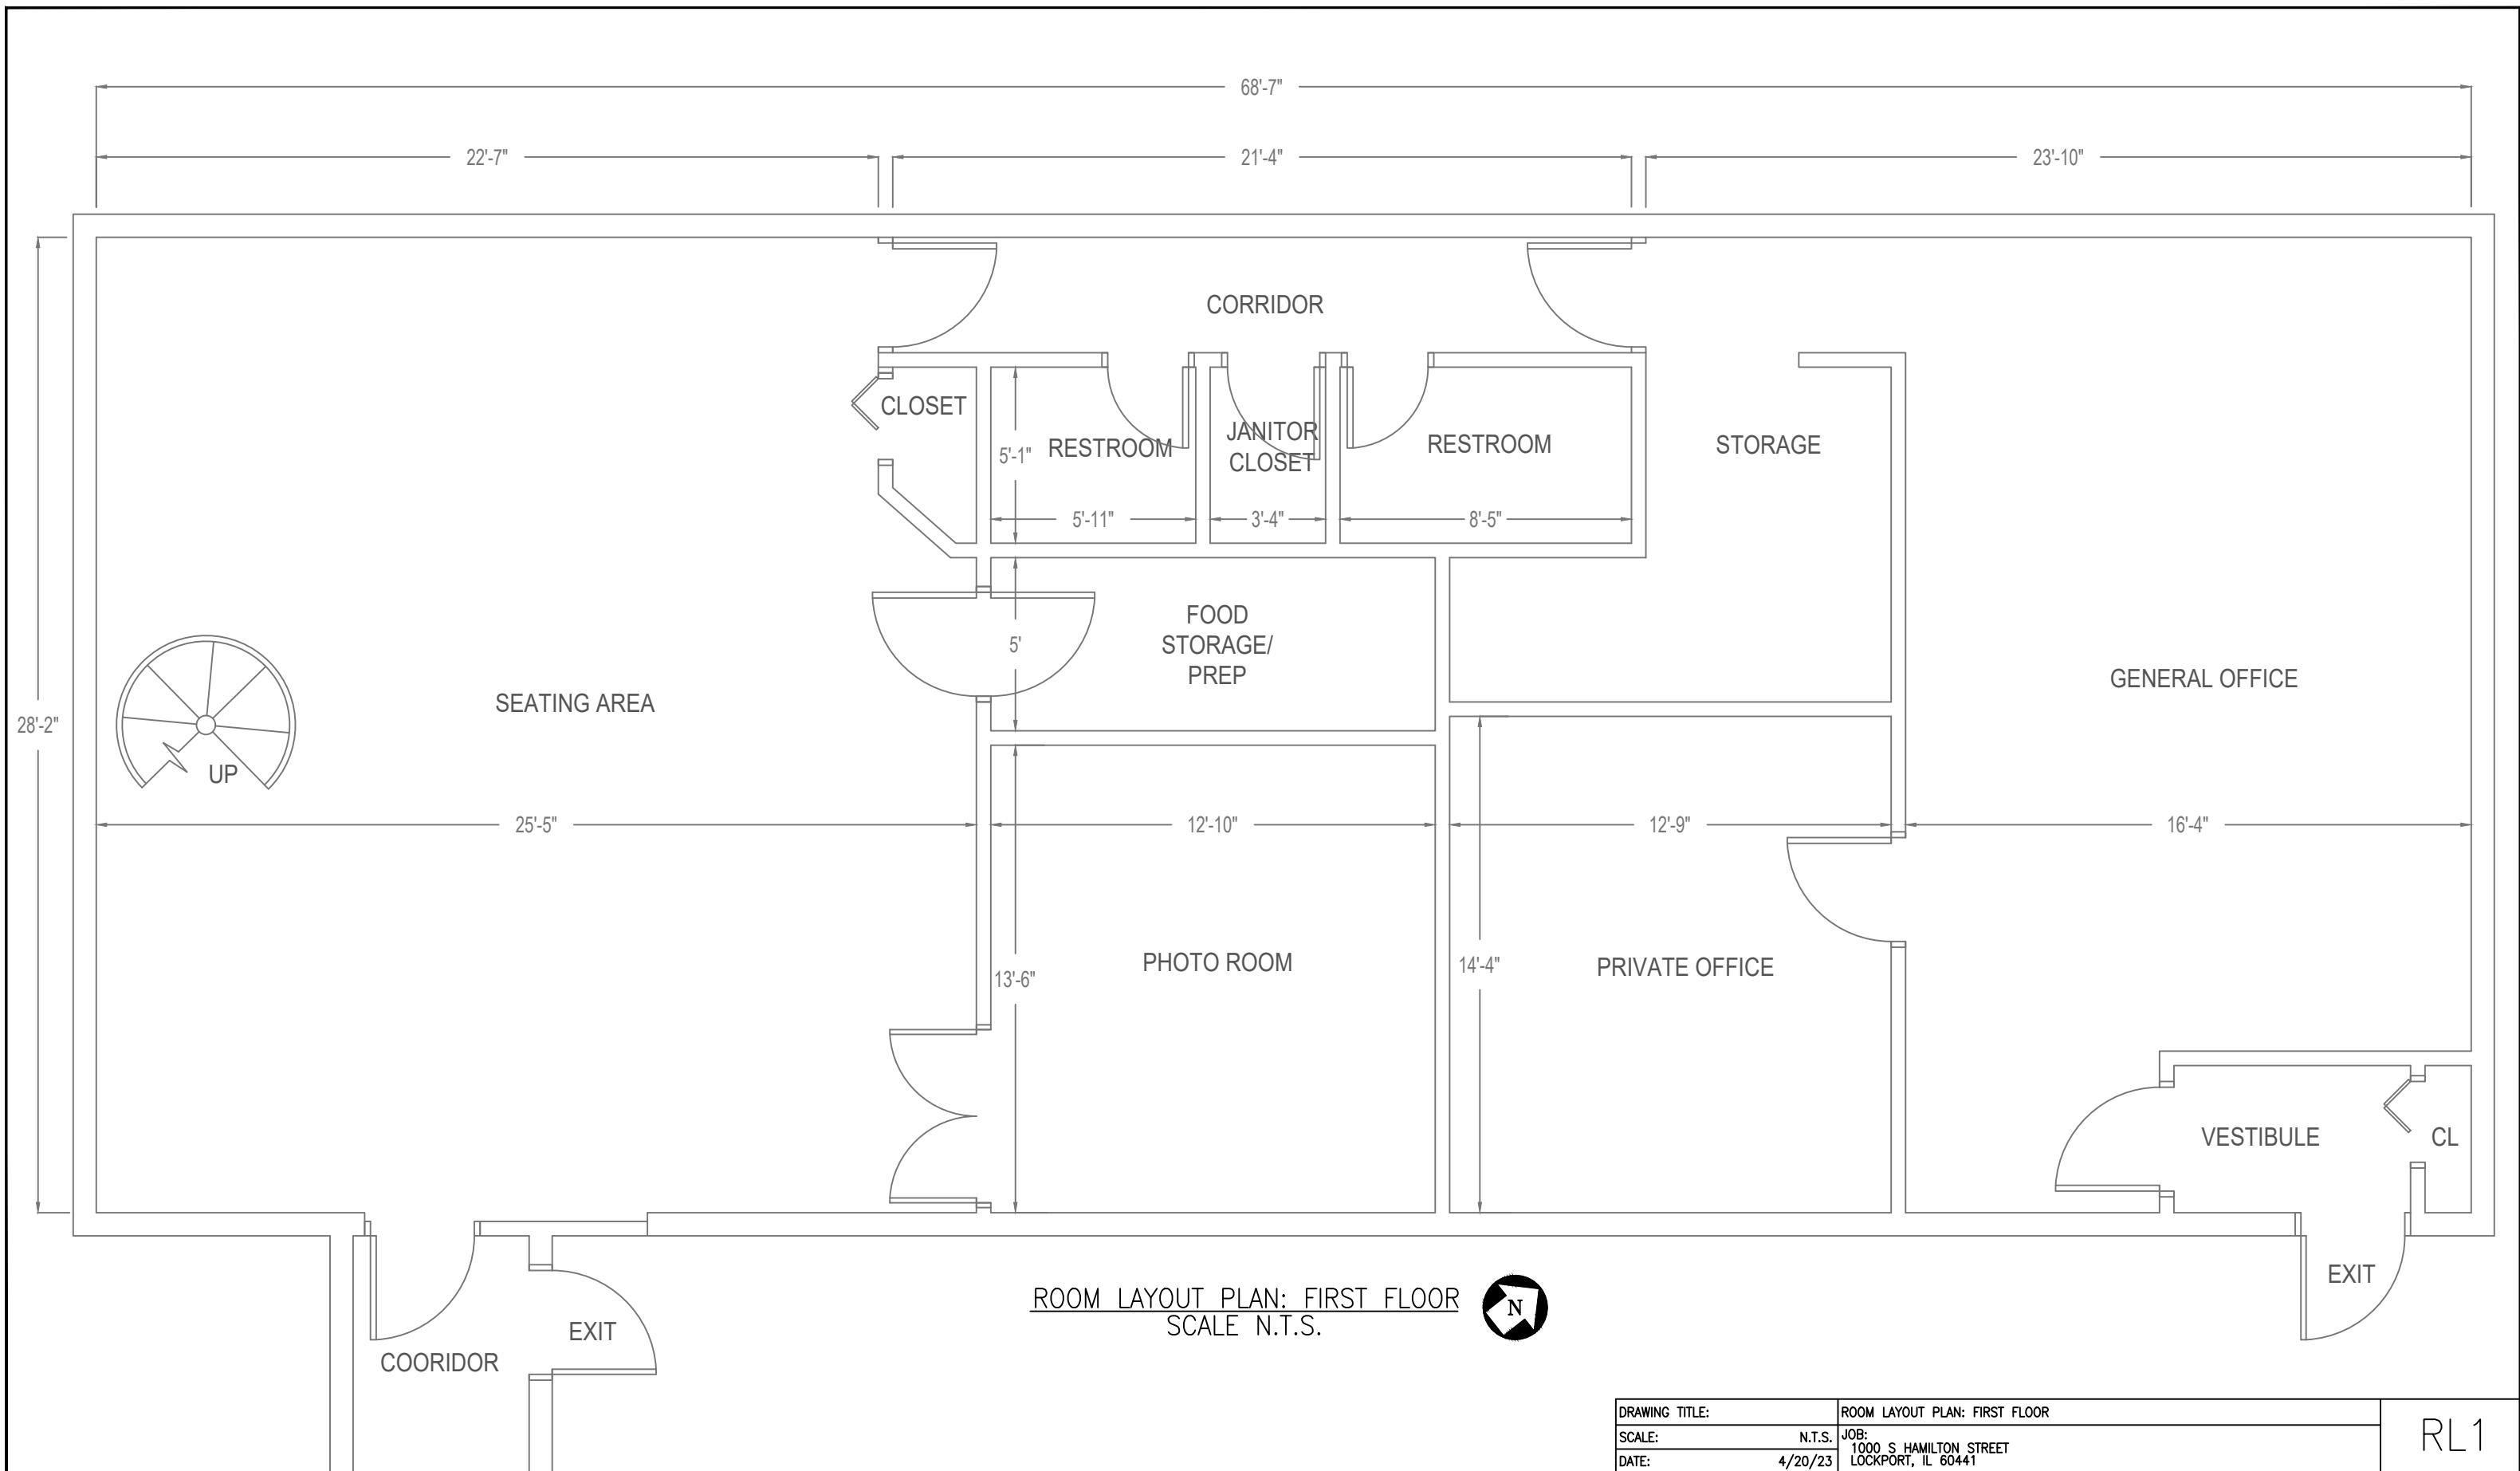 68'-7"
22'-7"
21'-4"
23'-10"
CORRIDOR
CLOSET
5'-1"
RESTROOM
JANITOR
CLOSET
RESTROOM
STORAGE
5'-11"
3'-4"
8'-5"
FOOD
STORAGE/
PREP
5'
SEATING AREA
GENERAL OFFICE
28'-2"
UP
25'-5"
12'-10"
12'-9"
16'-4"
PHOTO ROOM
13'-6"
14'-4"
PRIVATE OFFICE
VESTIBULE
CL
EXIT
EXIT
COORIDOR
ROOM LAYOUT PLAN: FIRST FLOOR
SCALE N.T.S.
N
DRAWING TITLE:
ROOM LAYOUT PLAN: FIRST FLOOR
SCALE: N.T.S.
DATE: 4/20/23
JOB:
1000 S HAMILTON STREET
LOCKPORT, IL 60441
RL1